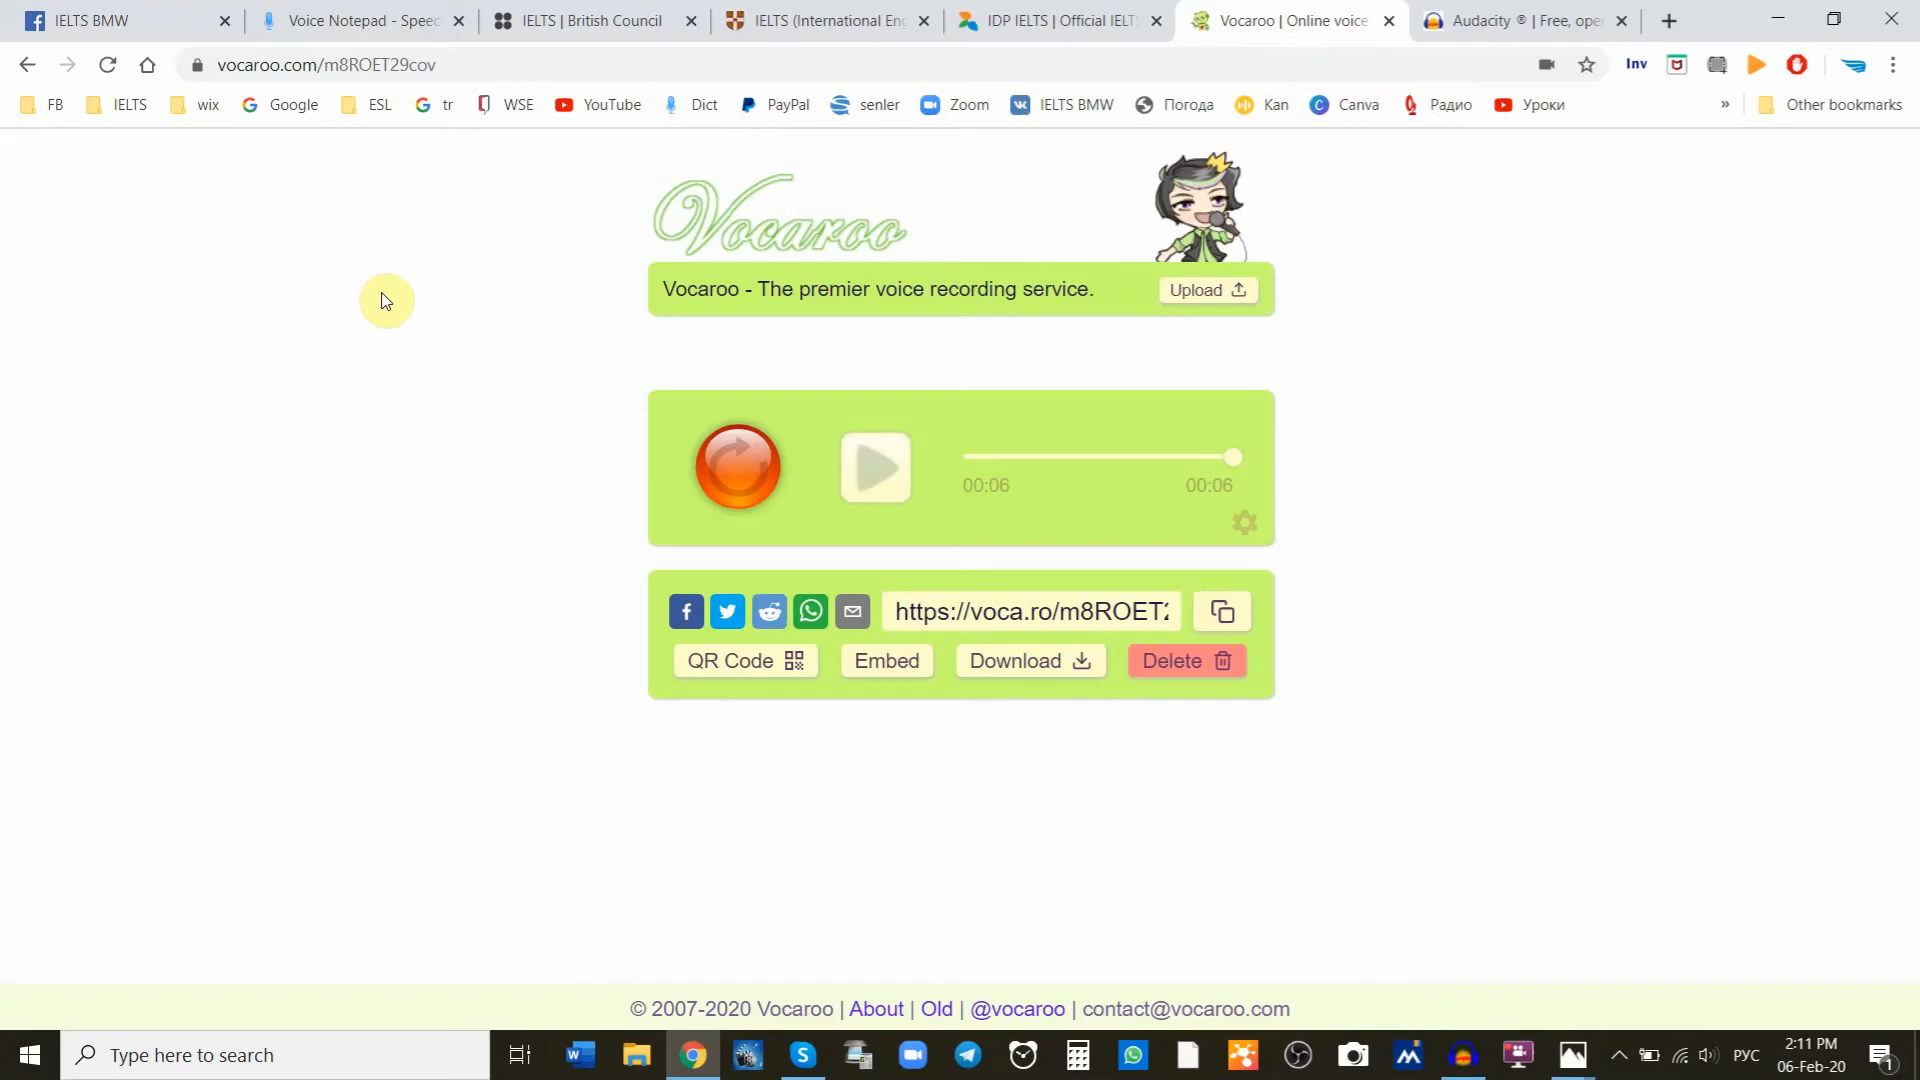 IELTS BMW
Voice Notepad - Speec
IELTS | British Council
IELTS (International En
IDP IELTS | Official IELTS
Vocaroo | Online voice
Audacity ® | Free, ope
vocaroo.com/m8ROET29cov
Inv
FB
IELTS
wix
Google
ESL
tr
WSE
YouTube
Dict
PayPal
senler
Zoom
IELTS BMW
Погода
Кап
Canva
Радио
Уроки
»
Other bookmarks
Vocaroo
Vocaroo - The premier voice recording service.
Upload
00:06
00:06
https://voca.ro/m8ROET2
QR Code
Embed
Download
Delete
© 2007-2020 Vocaroo | About | Old | @vocaroo | contact@vocaroo.com
Type here to search
РУС
2:11 PM
06-Feb-20
1